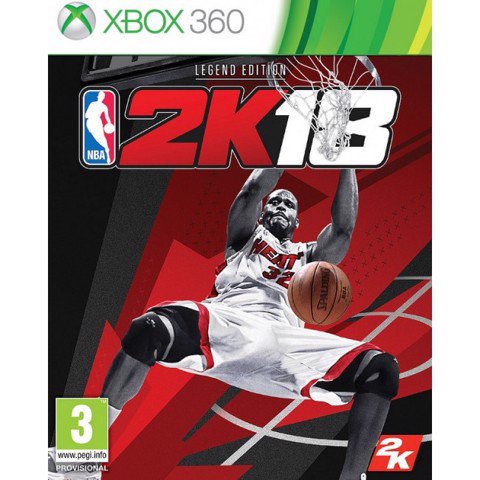 XBOX 360
LEGEND EDITION
NBA
2K18
HEAT
32
SPALDING
3
www.pegi.info
PROVISIONAL
2K